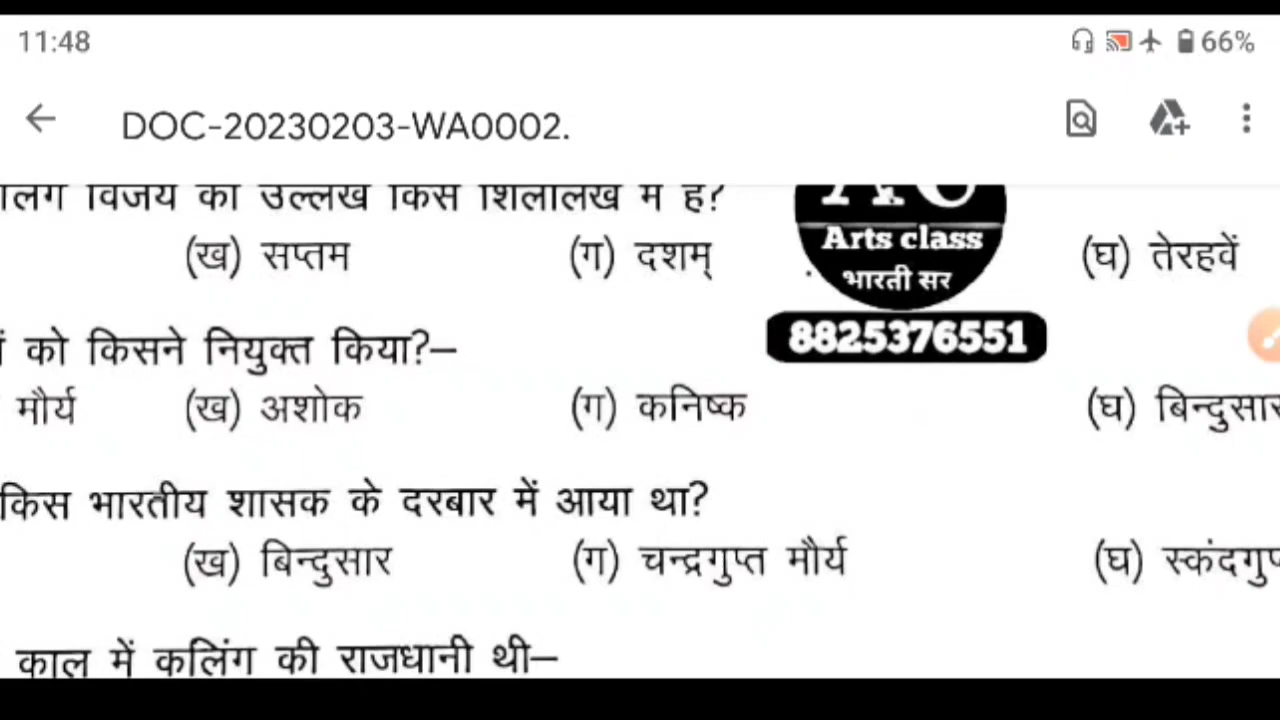 11:48
66%
DOC-20230203-WA0002.
लिंग विजय का उल्लेख किस शिलालेख में है?
(ख) सप्तम (ग) दशम् (घ) तेरहवें
Arts class
भारती सर
8825376551
को किसने नियुक्त किया?–
मौर्य (ख) अशोक (ग) कनिष्क (घ) बिन्दुसार
किस भारतीय शासक के दरबार में आया था?
(ख) बिन्दुसार (ग) चन्द्रगुप्त मौर्य (घ)
काल में कलिंग की राजधानी थी–